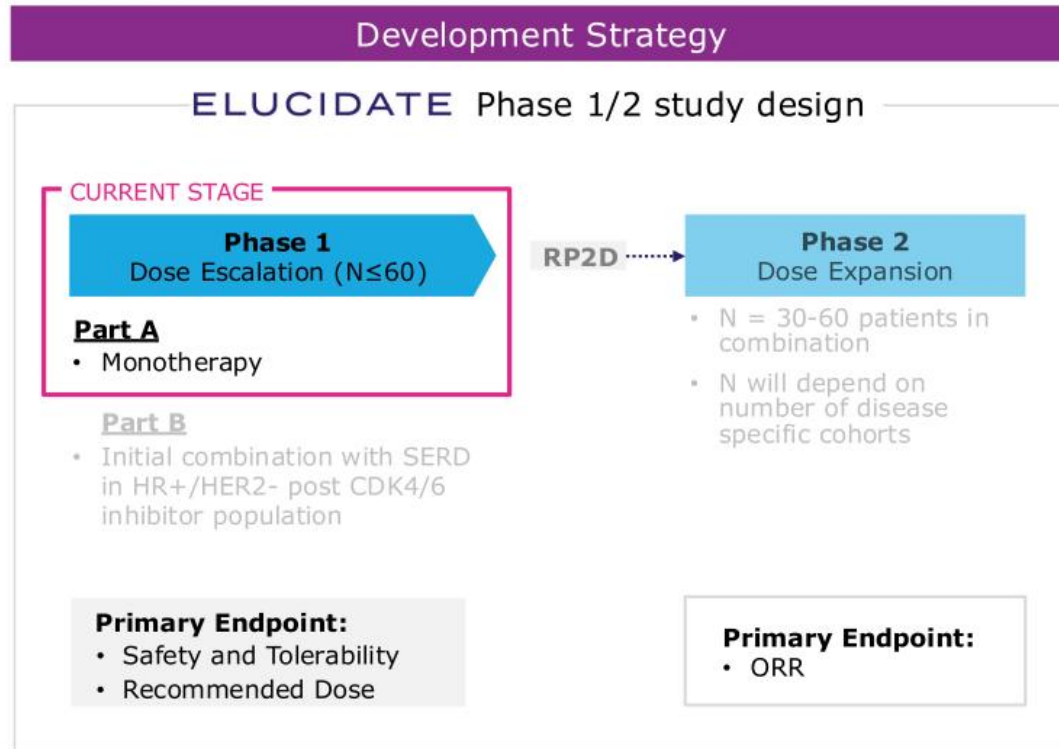 Development Strategy
ELUCIDATE Phase 1/2 study design
CURRENT STAGE
Phase 1
Dose Escalation (N≤60)
Part A
• Monotherapy
Part B
• Initial combination with SERD
in HR+/HER2- post CDK4/6
inhibitor population
Primary Endpoint:
• Safety and Tolerability
• Recommended Dose
RP2D
Phase 2
Dose Expansion
• N = 30-60 patients in
combination
• N will depend on
number of disease
specific cohorts
Primary Endpoint:
• ORR